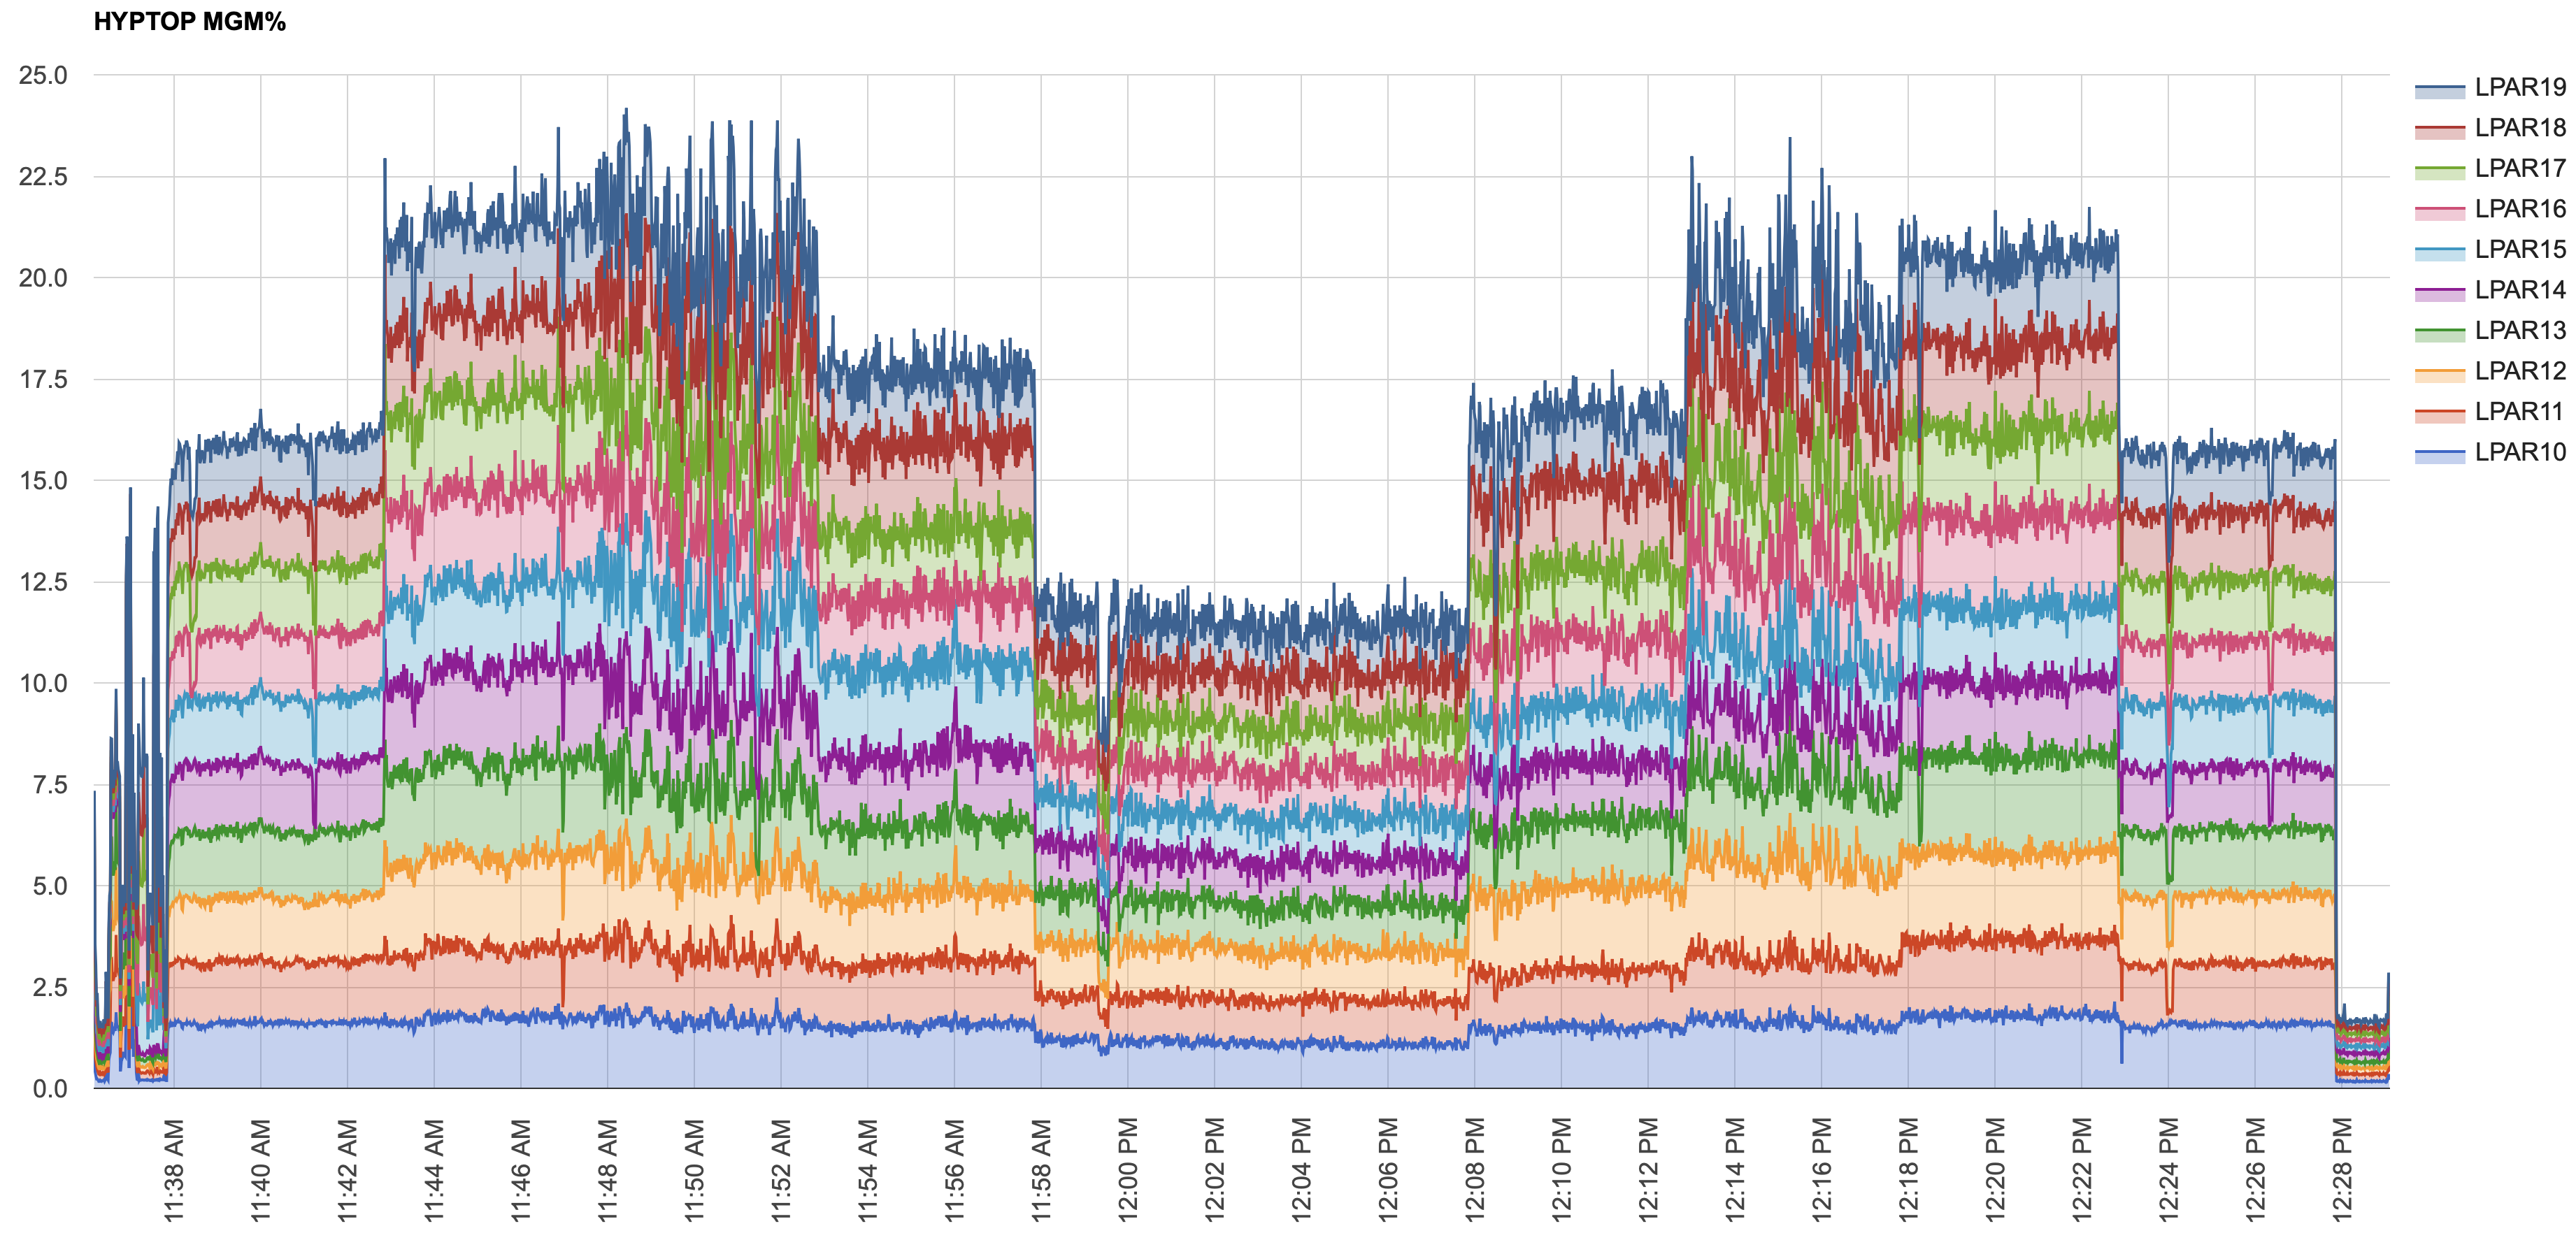 HYPTOP MGM%
25.0
22.5
20.0
17.5
15.0
12.5
10.0
7.5
5.0
2.5
0.0
11:38 AM
11:40 AM
11:42 AM
11:44 AM
11:46 AM
11:48 AM
11:50 AM
11:52 AM
11:54 AM
11:56 AM
11:58 AM
12:00 PM
12:02 PM
12:04 PM
12:06 PM
12:08 PM
12:10 PM
12:12 PM
12:14 PM
12:16 PM
12:18 PM
12:20 PM
12:22 PM
12:24 PM
12:26 PM
12:28 PM
LPAR19
LPAR18
LPAR17
LPAR16
LPAR15
LPAR14
LPAR13
LPAR12
LPAR11
LPAR10